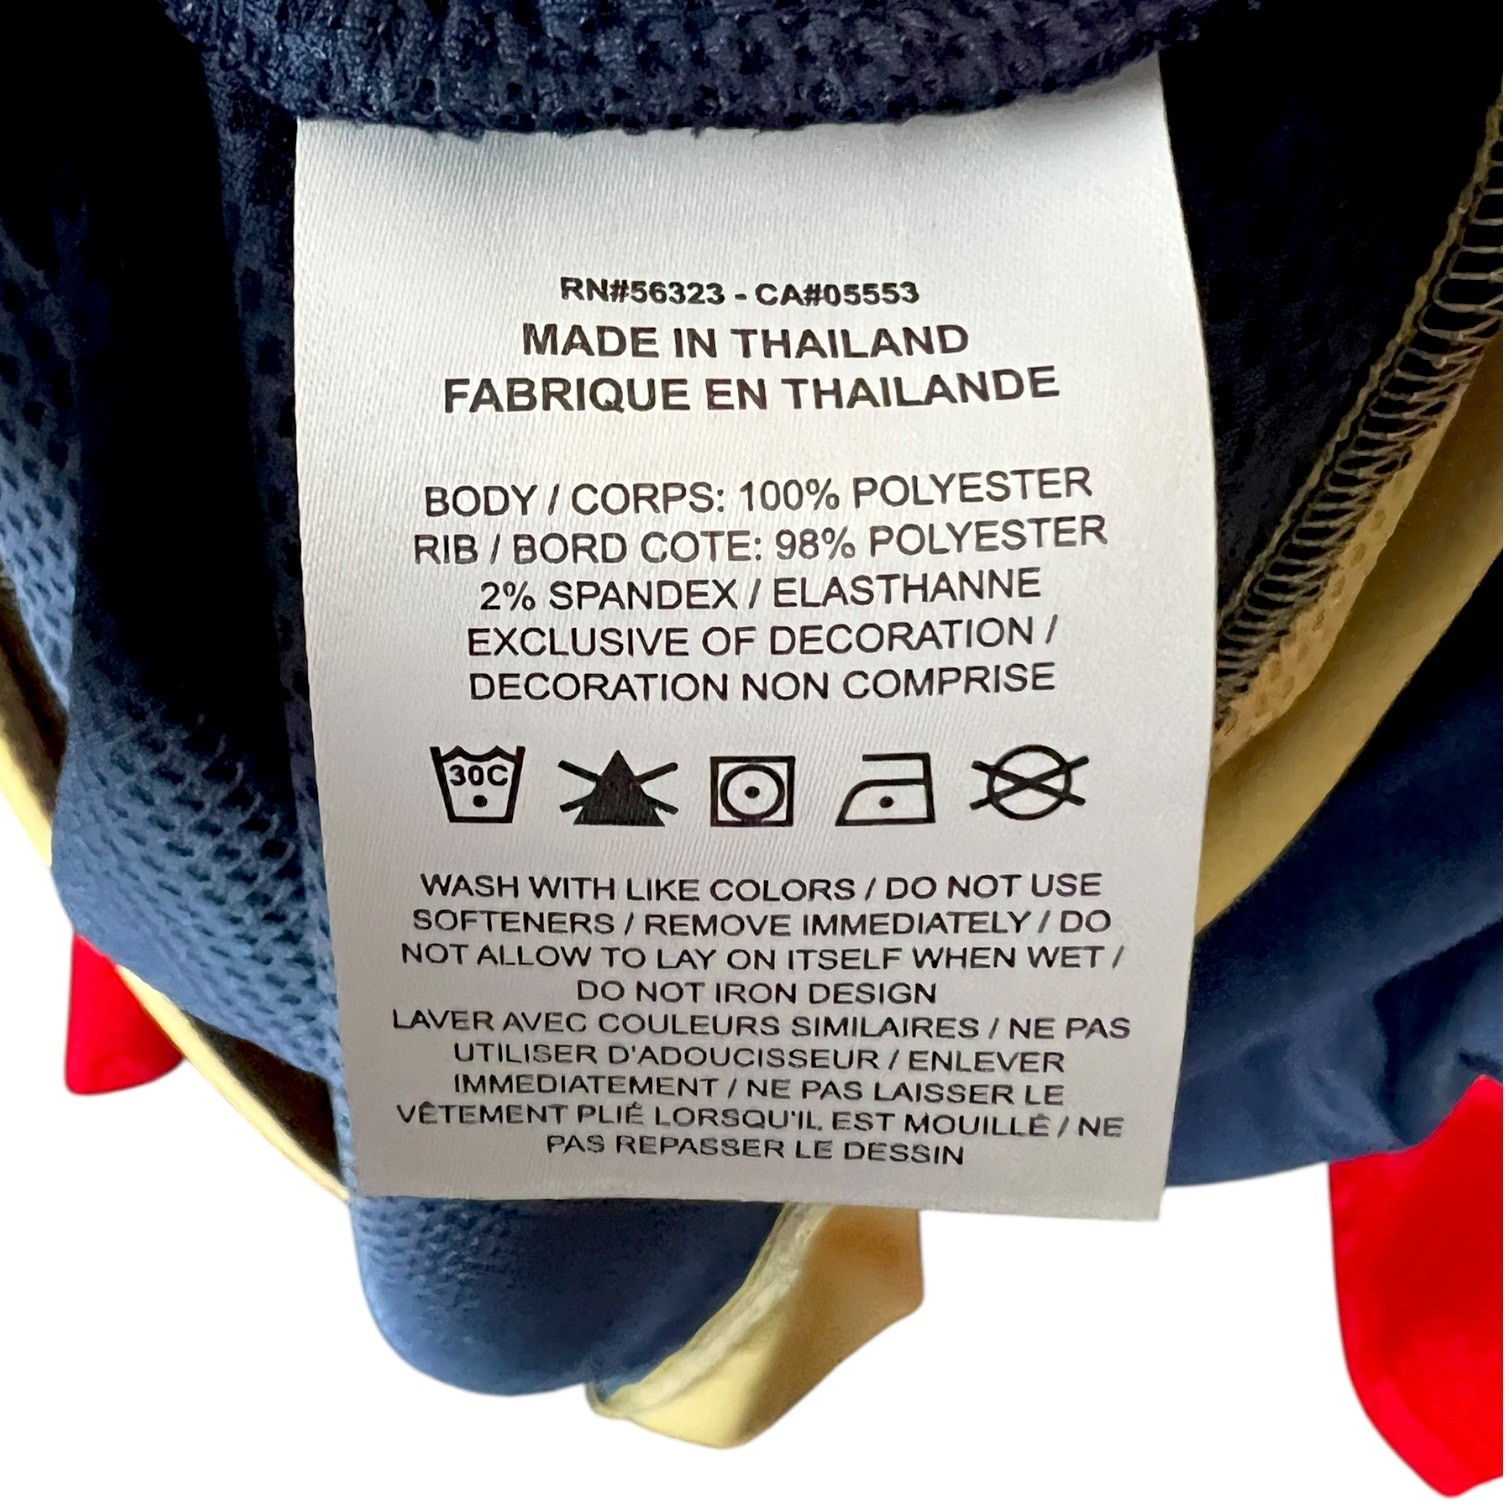 RN#56323 - CA#05553
MADE IN THAILAND
FABRIQUE EN THAILANDE
BODY / CORPS: 100% POLYESTER
RIB / BORD COTE: 98% POLYESTER
2% SPANDEX / ELASTHANNE
EXCLUSIVE OF DECORATION /
DECORATION NON COMPRISE
30C
WASH WITH LIKE COLORS / DO NOT USE
SOFTENERS / REMOVE IMMEDIATELY / DO
NOT ALLOW TO LAY ON ITSELF WHEN WET /
DO NOT IRON DESIGN
LAVER AVEC COULEURS SIMILAIRES / NE PAS
UTILISER D'ADOUCISSEUR / ENLEVER
IMMEDIATEMENT / NE PAS LAISSER LE
VÊTEMENT PLIÉ LORSQU'IL EST MOUILLÉ / NE
PAS REPASSER LE DESSIN